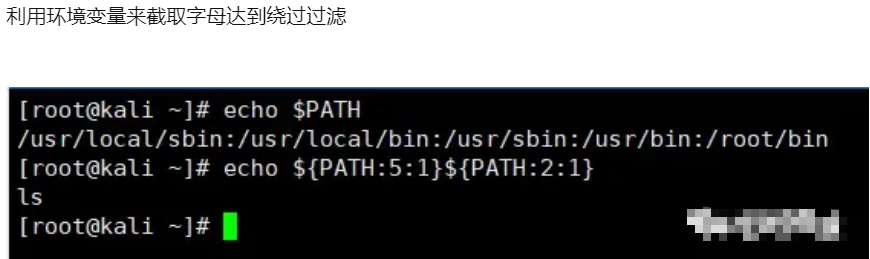 利用环境变量来截取字母达到绕过过滤
[root@kali ~]# echo $PATH
/usr/local/sbin:/usr/local/bin:/usr/sbin:/usr/bin:/root/bin
[root@kali ~]# echo ${PATH:5:1}${PATH:2:1}
ls
[root@kali ~]#